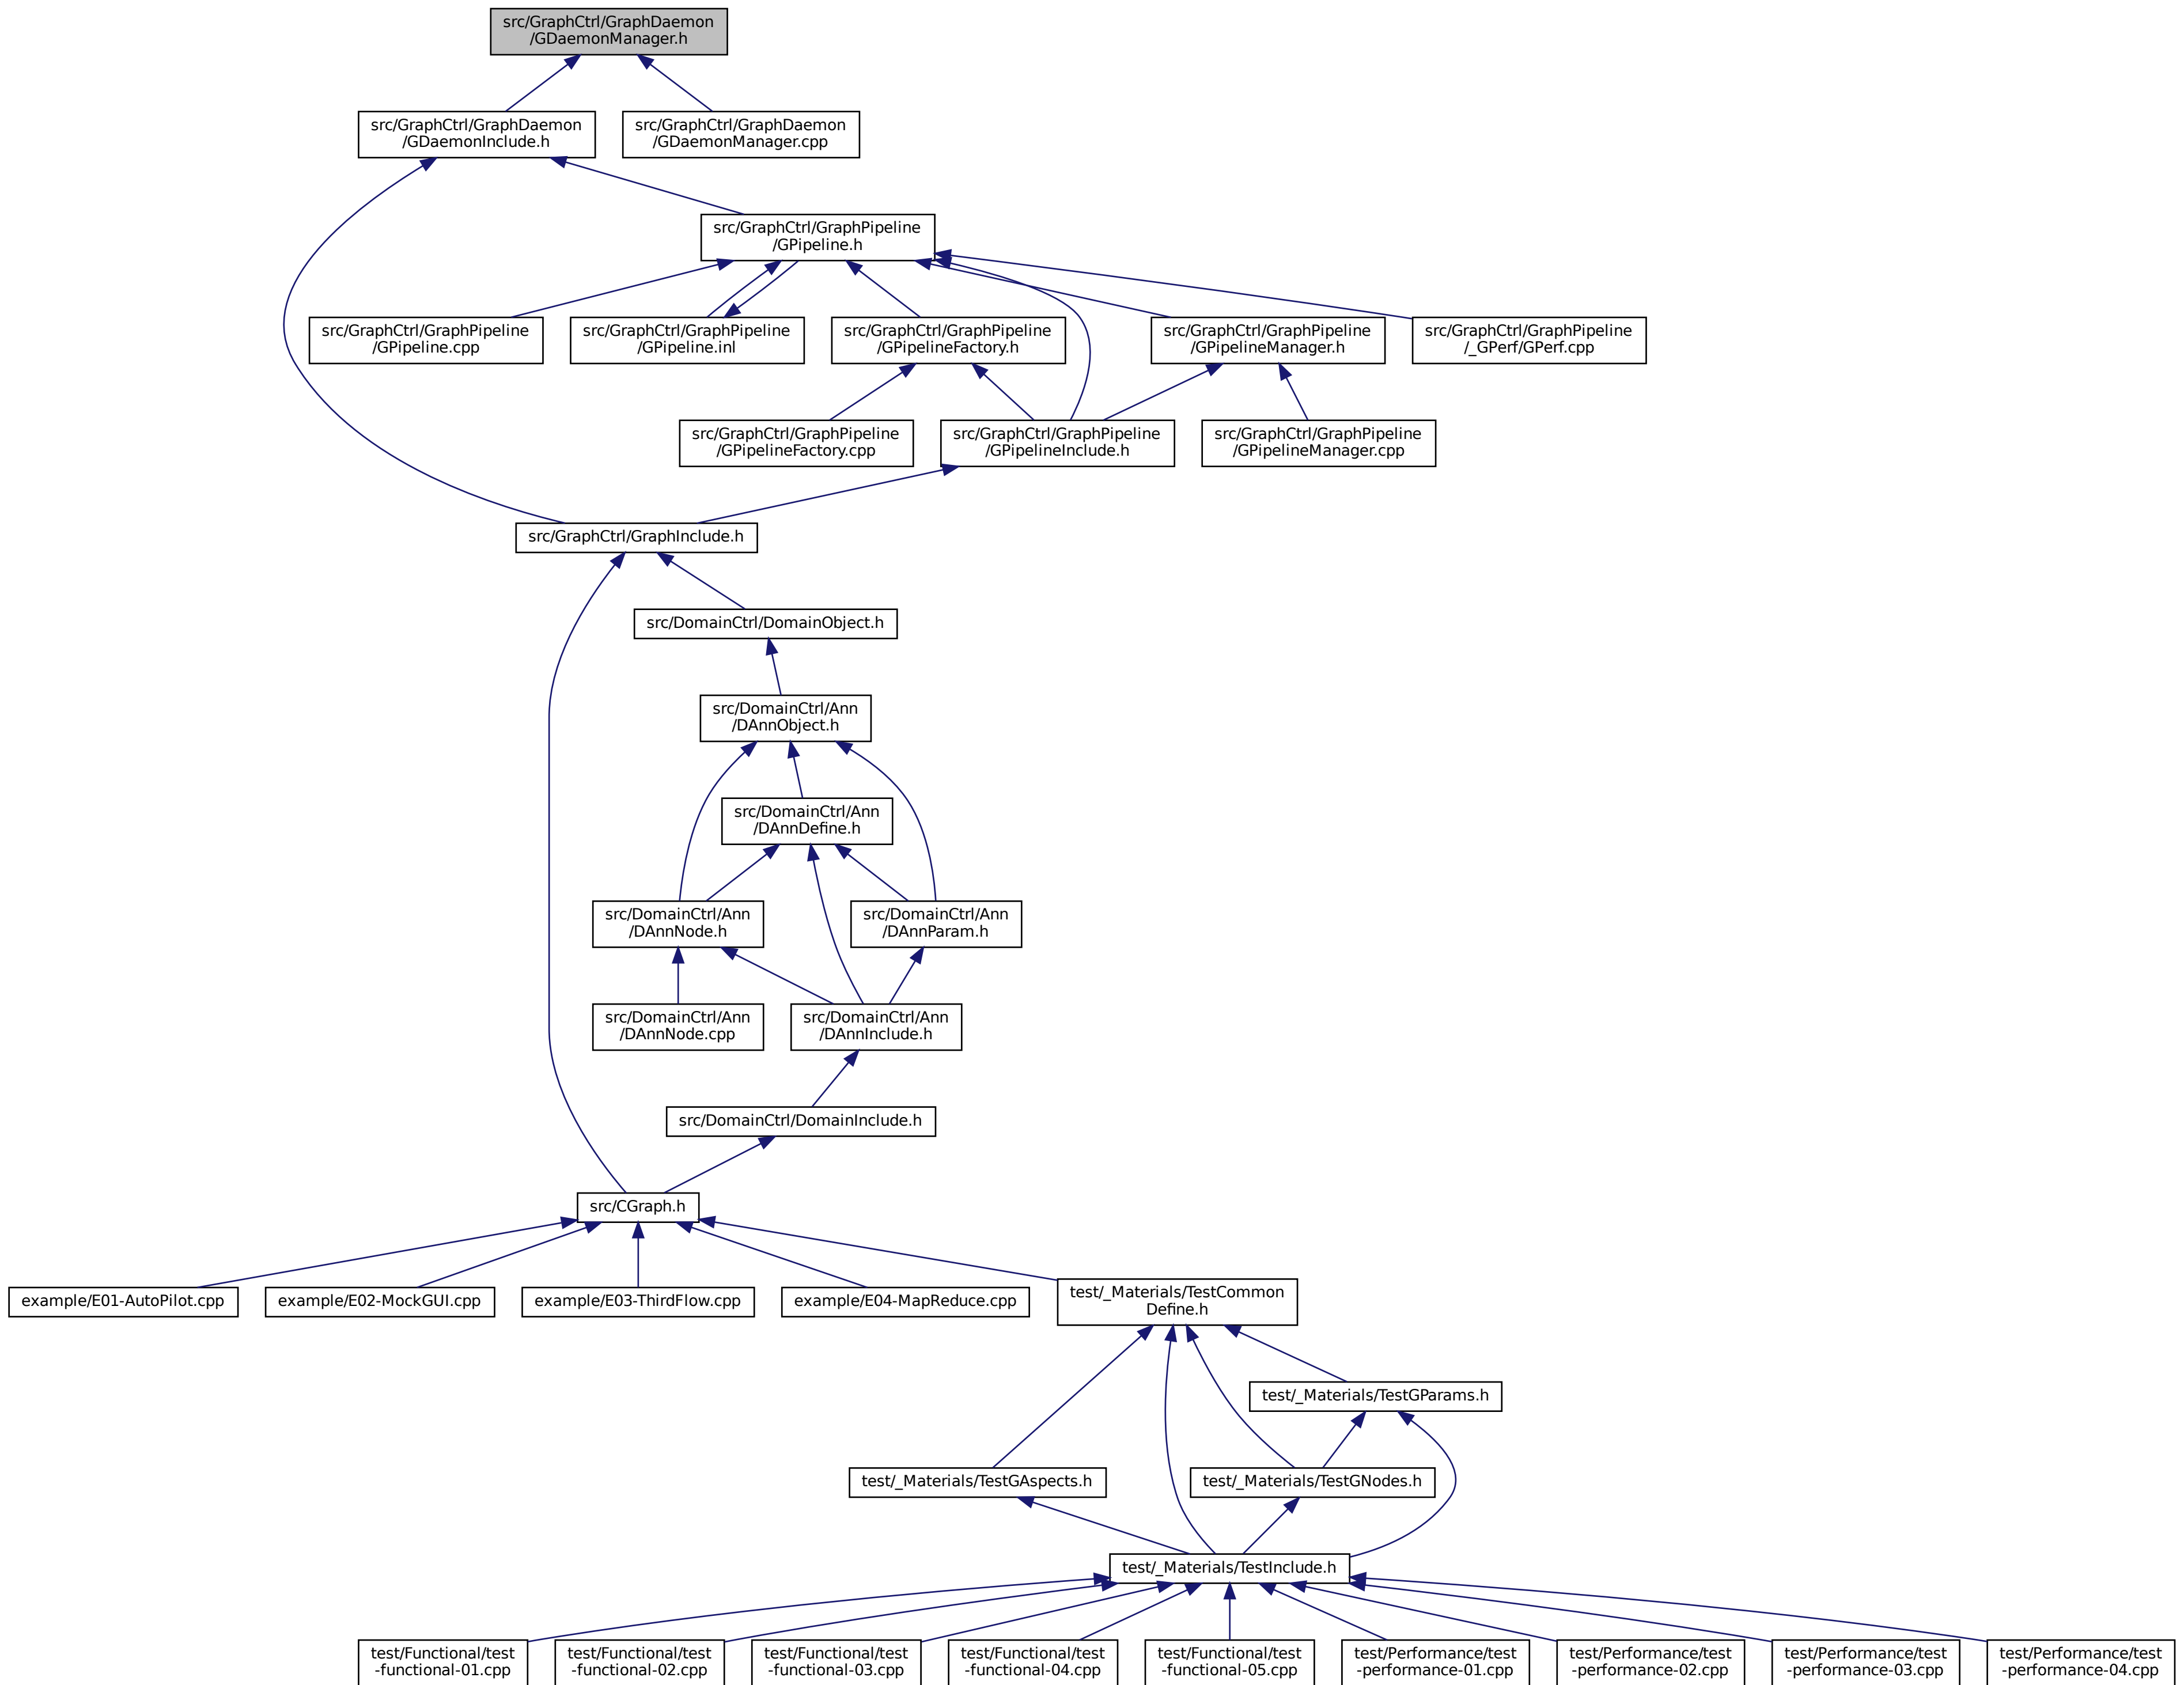 src/GraphCtrl/GraphDaemon
/GDaemonManager.h
src/GraphCtrl/GraphDaemon
/GDaemonInclude.h
src/GraphCtrl/GraphDaemon
/GDaemonManager.cpp
src/GraphCtrl/GraphPipeline
/GPipeline.h
src/GraphCtrl/GraphPipeline
/GPipeline.cpp
src/GraphCtrl/GraphPipeline
/GPipeline.inl
src/GraphCtrl/GraphPipeline
/GPipelineFactory.h
src/GraphCtrl/GraphPipeline
/GPipelineManager.h
src/GraphCtrl/GraphPipeline
/_GPerf/GPerf.cpp
src/GraphCtrl/GraphPipeline
/GPipelineFactory.cpp
src/GraphCtrl/GraphPipeline
/GPipelineInclude.h
src/GraphCtrl/GraphPipeline
/GPipelineManager.cpp
src/GraphCtrl/GraphInclude.h
src/DomainCtrl/DomainObject.h
src/DomainCtrl/Ann
/DAnnObject.h
src/DomainCtrl/Ann
/DAnnDefine.h
src/DomainCtrl/Ann
/DAnnNode.h
src/DomainCtrl/Ann
/DAnnParam.h
src/DomainCtrl/Ann
/DAnnNode.cpp
src/DomainCtrl/Ann
/DAnnInclude.h
src/DomainCtrl/DomainInclude.h
src/CGraph.h
example/E01-AutoPilot.cpp
example/E02-MockGUI.cpp
example/E03-ThirdFlow.cpp
example/E04-MapReduce.cpp
test/_Materials/TestCommon
Define.h
test/_Materials/TestGParams.h
test/_Materials/TestGAspects.h
test/_Materials/TestGNodes.h
test/_Materials/TestInclude.h
test/Functional/test
-functional-01.cpp
test/Functional/test
-functional-02.cpp
test/Functional/test
-functional-03.cpp
test/Functional/test
-functional-04.cpp
test/Functional/test
-functional-05.cpp
test/Performance/test
-performance-01.cpp
test/Performance/test
-performance-02.cpp
test/Performance/test
-performance-03.cpp
test/Performance/test
-performance-04.cpp